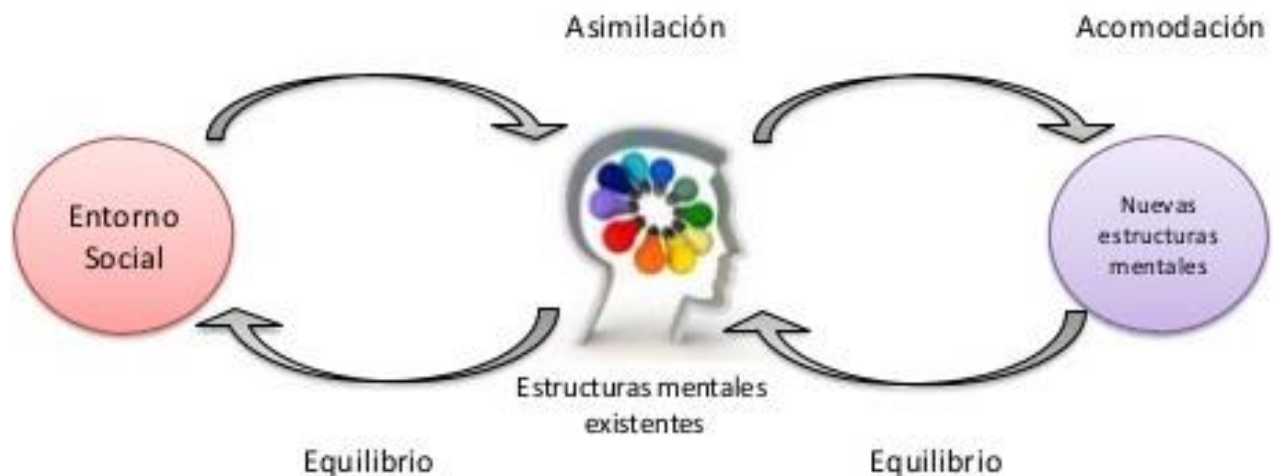 Asimilación
Acomodación
Entorno
Social
Nuevas
estructuras
mentales
Estructuras mentales
existentes
Equilibrio
Equilibrio